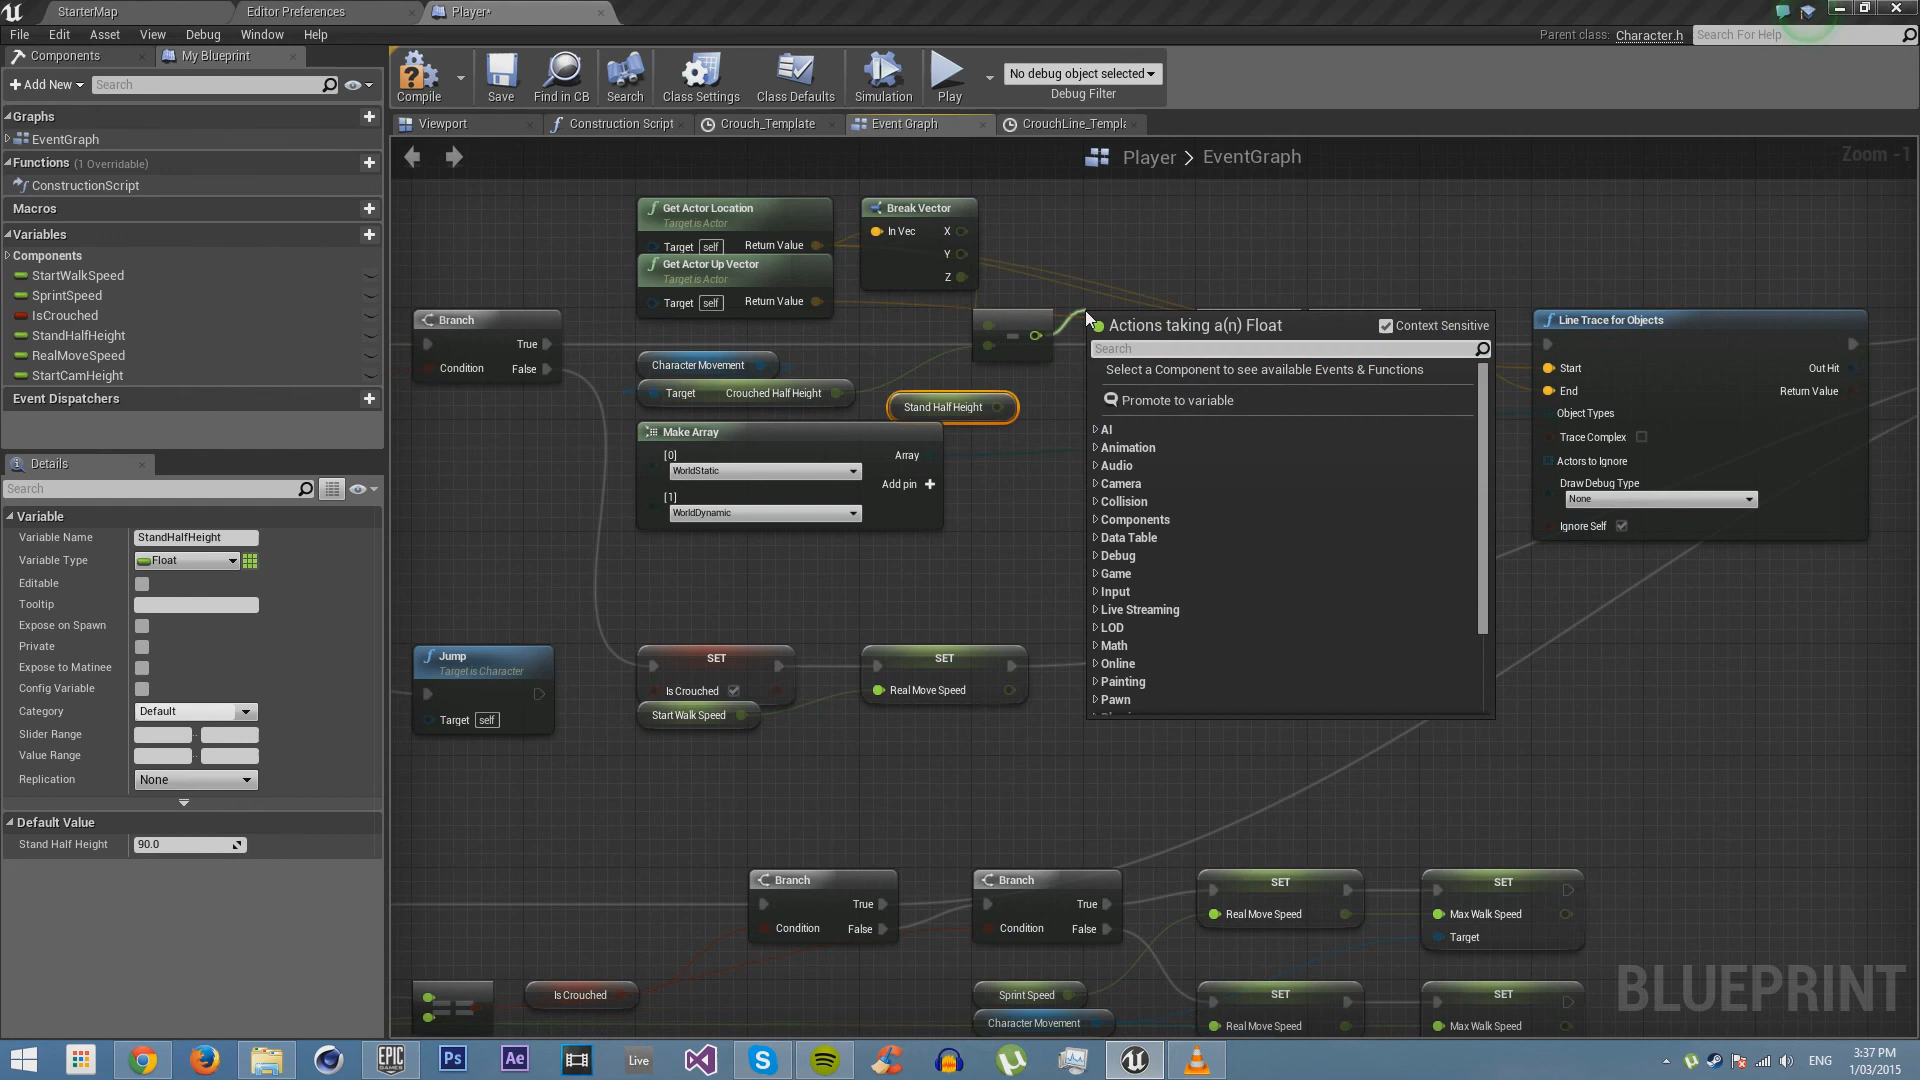 StarterMap
Editor Preferences
Player*
File Edit Asset View Debug Window Help
Parent class: Character.h
Search For Help
Components
My Blueprint
Add New
Search
Compile
Save
Find in CB
Search
Class Settings
Class Defaults
Simulation
Play
No debug object selected
Debug Filter
Graphs
EventGraph
Functions (1 Overridable)
ConstructionScript
Macros
Variables
Components
StartWalkSpeed
SprintSpeed
IsCrouched
StandHalfHeight
RealMoveSpeed
StartCamHeight
Event Dispatchers
Details
Search
Variable
Variable Name StandHalfHeight
Variable Type Float
Editable
Tooltip
Expose on Spawn
Private
Expose to Matinee
Config Variable
Category Default
Slider Range
Value Range
Replication None
Default Value
Stand Half Height 90.0
Viewport
Construction Script
Crouch_Template
Event Graph
CrouchLine_Templa
Player > EventGraph
Zoom -1
Get Actor Location
Target is Actor
Target self Return Value
Get Actor Up Vector
Target is Actor
Target self Return Value
Break Vector
In Vec X
Y
Z
Branch
True
Condition False
Character Movement
Target Crouched Half Height
Stand Half Height
Make Array
[0] Array
WorldStatic
Add pin +
[1]
WorldDynamic
Actions taking a(n) Float
Context Sensitive
Search
Select a Component to see available Events & Functions
Promote to variable
AI
Animation
Audio
Camera
Collision
Components
Data Table
Debug
Game
Input
Live Streaming
LOD
Math
Online
Painting
Pawn
Line Trace for Objects
Start Out Hit
End Return Value
Object Types
Trace Complex
Actors to Ignore
Draw Debug Type
None
Ignore Self
Jump
Target is Character
Target self
SET
Is Crouched
Start Walk Speed
SET
Real Move Speed
Branch
True
Condition False
Branch
True
Condition False
SET
Real Move Speed
SET
Max Walk Speed
Target
==
Is Crouched
Sprint Speed
Character Movement
SET
Real Move Speed
SET
Max Walk Speed
BLUEPRINT
EPIC GAMES
Ps
Ae
Live
ENG
3:37 PM
1/03/2015